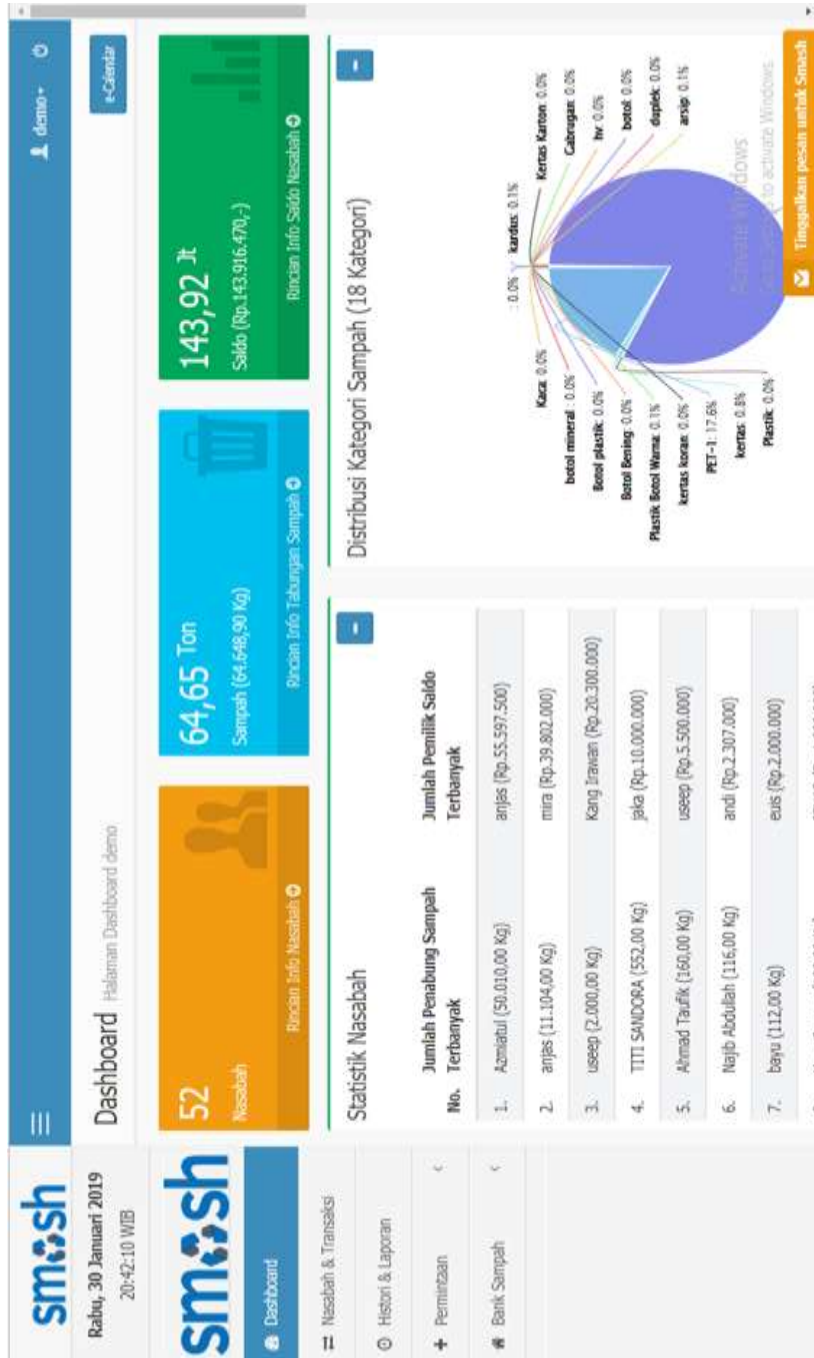 smash
Rabu, 30 Januari 2019
20:42:10 WIB
smash
Dashboard
Nasabah & Transaksi
Histori & Laporan
Permintaan
Bank Sampah
demo
Dashboard Halaman Dashboard demo
e-Calendar
52
Nasabah
Rincian Info Nasabah
64,65 Ton
Sampah (64.648,90 Kg)
Rincian Info Tabungan Sampah
143,92 Jt
Saldo (Rp.143.916.470,-)
Rincian Info Saldo Nasabah
Statistik Nasabah
No. Jumlah Penabung Sampah Terbanyak Jumlah Pemilik Saldo Terbanyak
1. Azmiatul (50.010,00 Kg) anjas (Rp.55.597.500)
2. anjas (11.104,00 Kg) mira (Rp.39.802.000)
3. useep (2.000,00 Kg) Kang Irawan (Rp.20.300.000)
4. TITI SANDORA (552,00 Kg) jaka (Rp.10.000.000)
5. Ahmad Taufik (160,00 Kg) useep (Rp.5.500.000)
6. Najib Abdullah (116,00 Kg) andi (Rp.2.307.000)
7. bayu (112,00 Kg) euis (Rp.2.000.000)
Distribusi Kategori Sampah (18 Kategori)
: 0.0%
kardus: 0.1%
Kaca: 0.0%
Kertas Karton: 0.0%
Gabrugan: 0.0%
botol mineral : 0.0%
hv: 0.0%
Botol plastik: 0.0%
botol: 0.0%
Botol Bening: 0.0%
duplek: 0.0%
Plastik Botol Warna: 0.1%
arsip: 0.1%
kertas koran: 0.0%
PET-1: 17.6%
kertas: 0.8%
Plastik: 0.0%
Activate Windows
to activate Windows
Tinggalkan pesan untuk Smash